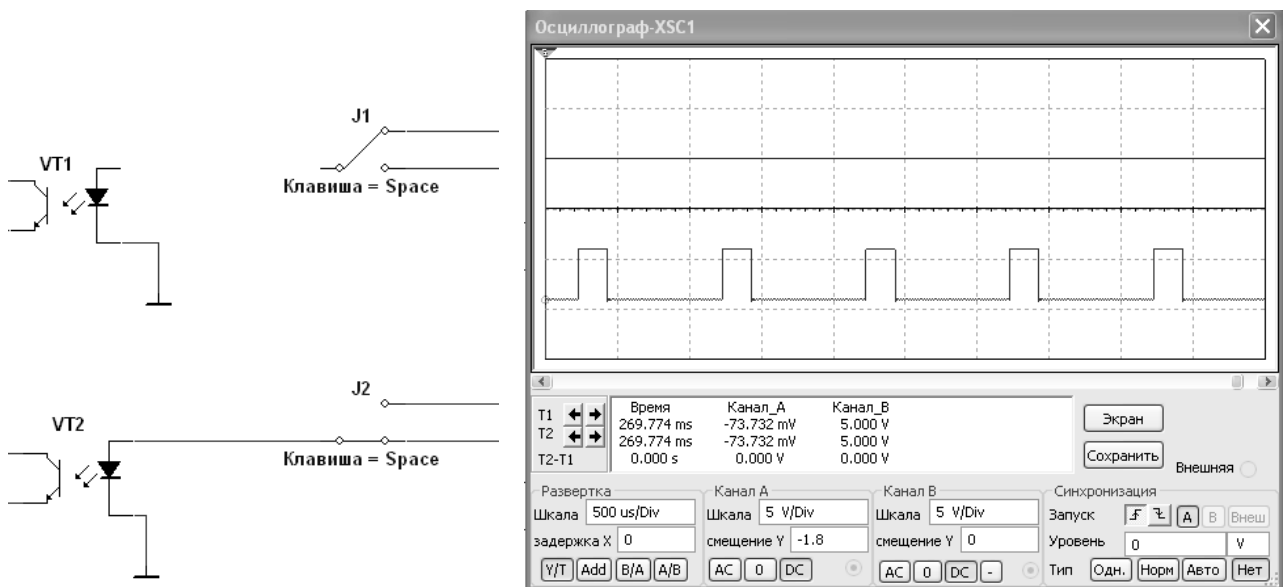 J1
VT1
Клавиша = Space
J2
VT2
Клавиша = Space
Осциллограф-XSC1
Время Канал_A Канал_B
T1 269.774 ms -73.732 mV 5.000 V
T2 269.774 ms -73.732 mV 5.000 V
T2-T1 0.000 s 0.000 V 0.000 V
Экран
Сохранить
Внешняя
Развертка
Шкала 500 us/Div
задержка X 0
Y/T Add B/A A/B
Канал A
Шкала 5 V/Div
смещение Y -1.8
AC 0 DC
Канал B
Шкала 5 V/Div
смещение Y 0
AC 0 DC -
Синхронизация
Запуск A B Внеш
Уровень 0 V
Тип Одн. Норм Авто Нет